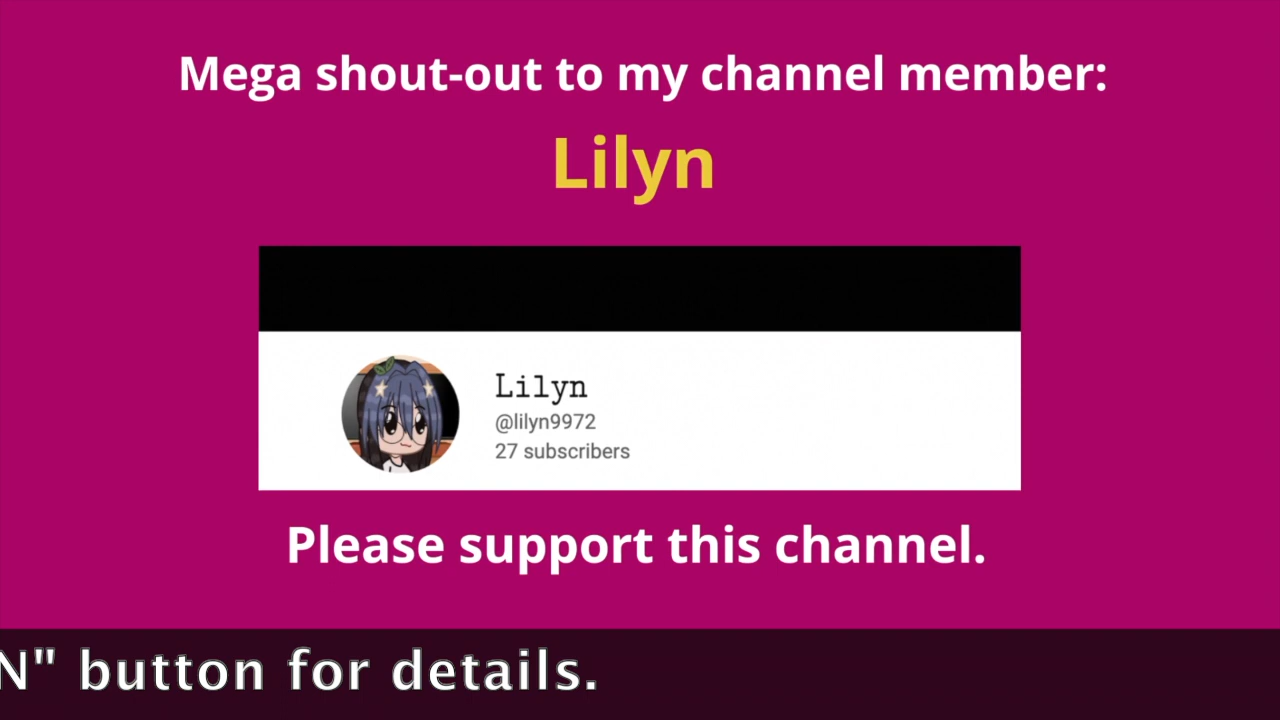 Mega shout-out to my channel member:
Lilyn
Lilyn
@lilyn9972
27 subscribers
Please support this channel.
N" button for details.